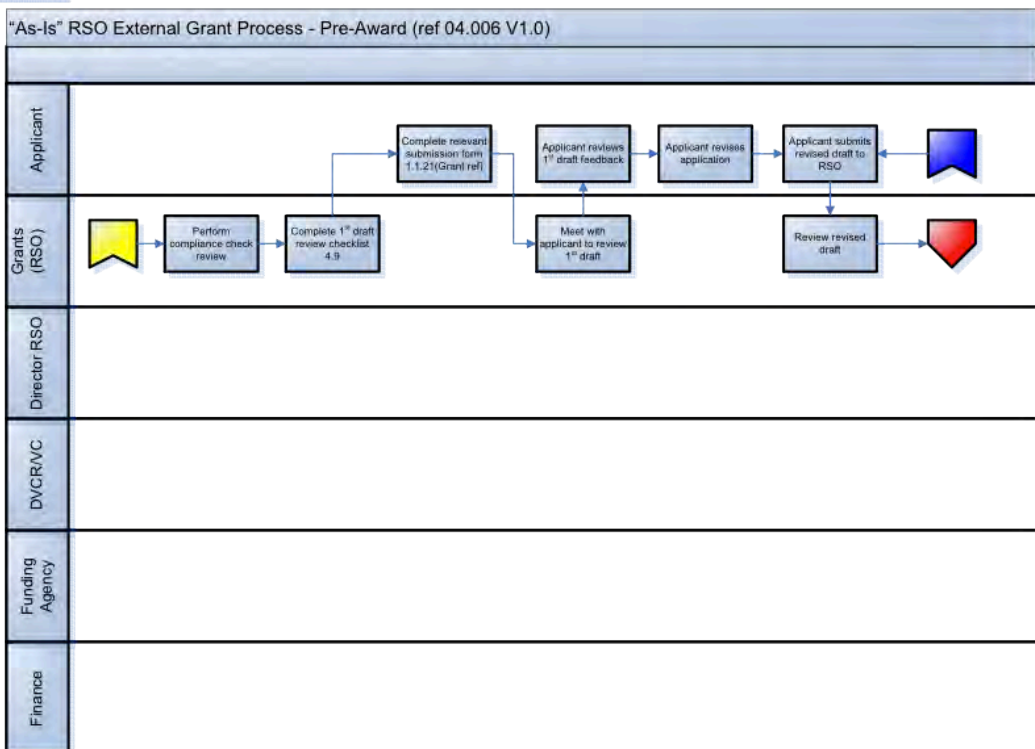 “As-Is” RSO External Grant Process - Pre-Award (ref 04.006 V1.0)
Applicant
Complete relevant
submission form
1.1.21(Grant ref)
Applicant reviews
1st draft feedback
Applicant revises
application
Applicant submits
revised draft to
RSO
Grants
(RSO)
Perform
compliance check
review
Complete 1st draft
review checklist
4.9
Meet with
applicant to review
1st draft
Review revised
draft
Director RSO
DVCR/VC
Funding
Agency
Finance